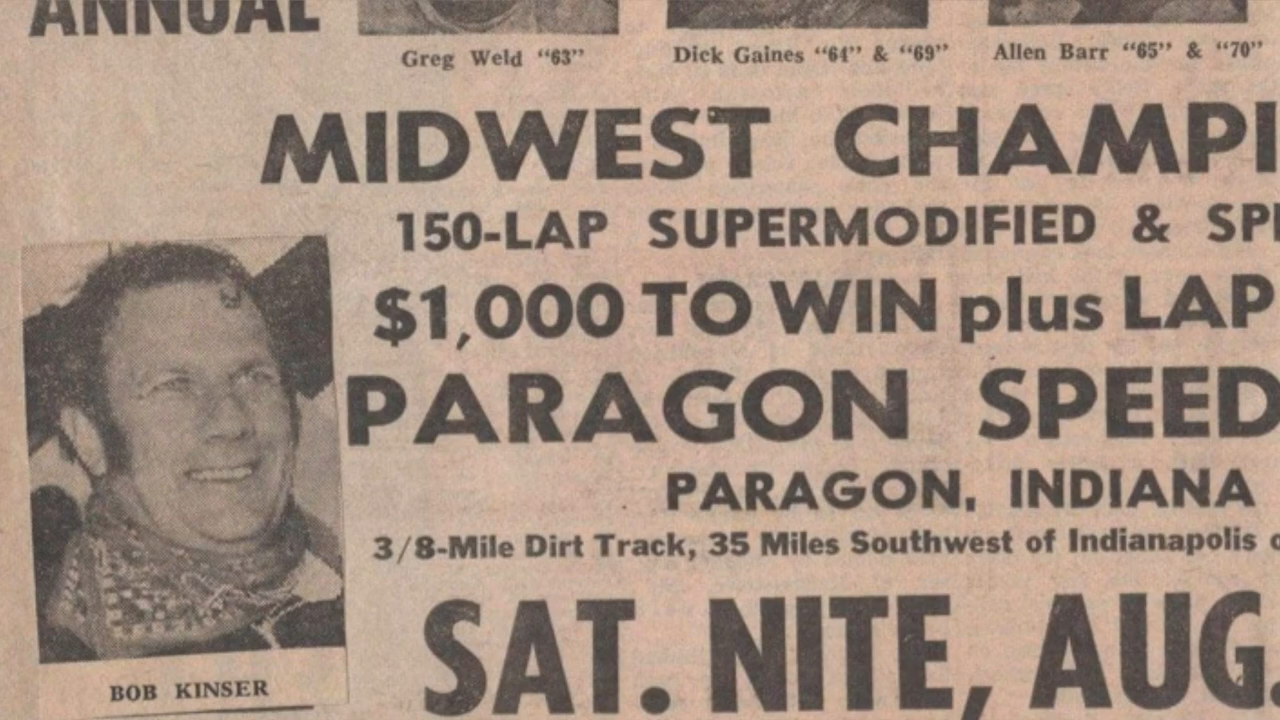 ANNUAL
Greg Weld "63"
Dick Gaines "64" & "69"
Allen Barr "65" & "70"
MIDWEST CHAMPI
150-LAP SUPERMODIFIED & SP
$1,000 TO WIN plus LAP
PARAGON SPEED
PARAGON, INDIANA
3/8-Mile Dirt Track, 35 Miles Southwest of Indianapolis
SAT. NITE, AUG.
BOB KINSER